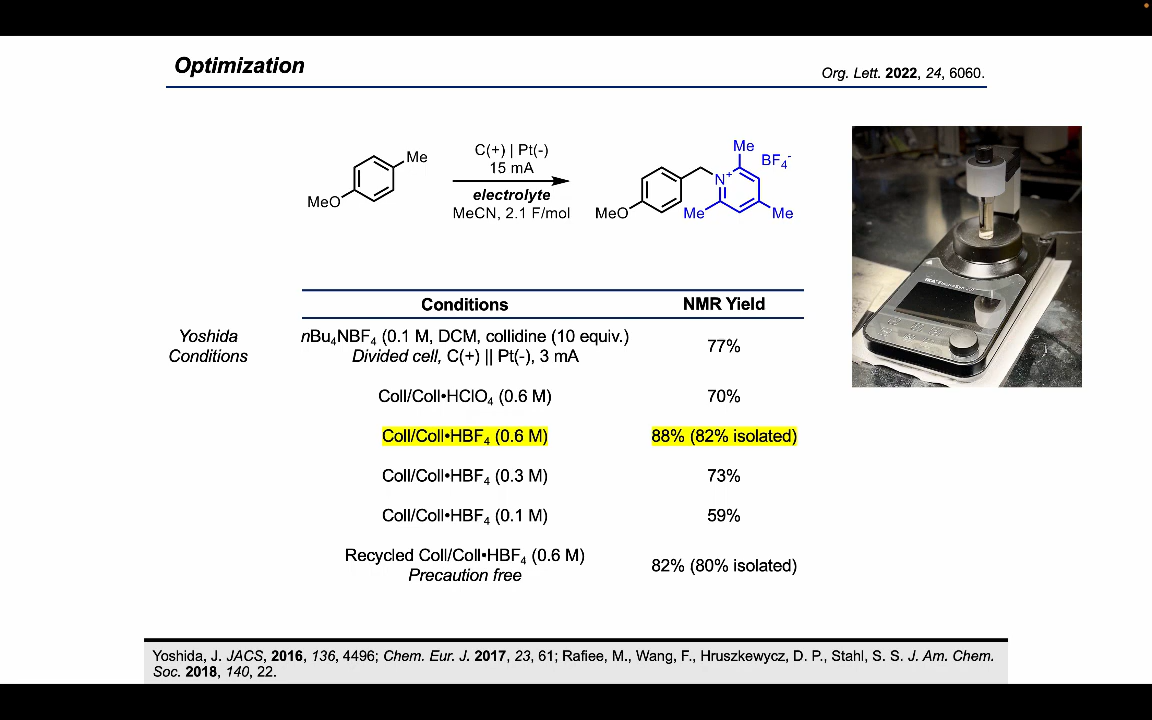 Optimization
Org. Lett. 2022, 24, 6060.
Me
MeO
C(+) | Pt(-)
15 mA
electrolyte
MeCN, 2.1 F/mol
MeO
N+
Me
Me
Me
BF4-
Conditions NMR Yield
Yoshida
Conditions
nBu4NBF4 (0.1 M, DCM, collidine (10 equiv.)
Divided cell, C(+) || Pt(-), 3 mA
77%
Coll/Coll•HClO4 (0.6 M) 70%
Coll/Coll•HBF4 (0.6 M) 88% (82% isolated)
Coll/Coll•HBF4 (0.3 M) 73%
Coll/Coll•HBF4 (0.1 M) 59%
Recycled Coll/Coll•HBF4 (0.6 M)
Precaution free
82% (80% isolated)
Yoshida, J. JACS, 2016, 136, 4496; Chem. Eur. J. 2017, 23, 61; Rafiee, M., Wang, F., Hruszkewycz, D. P., Stahl, S. S. J. Am. Chem.
Soc. 2018, 140, 22.